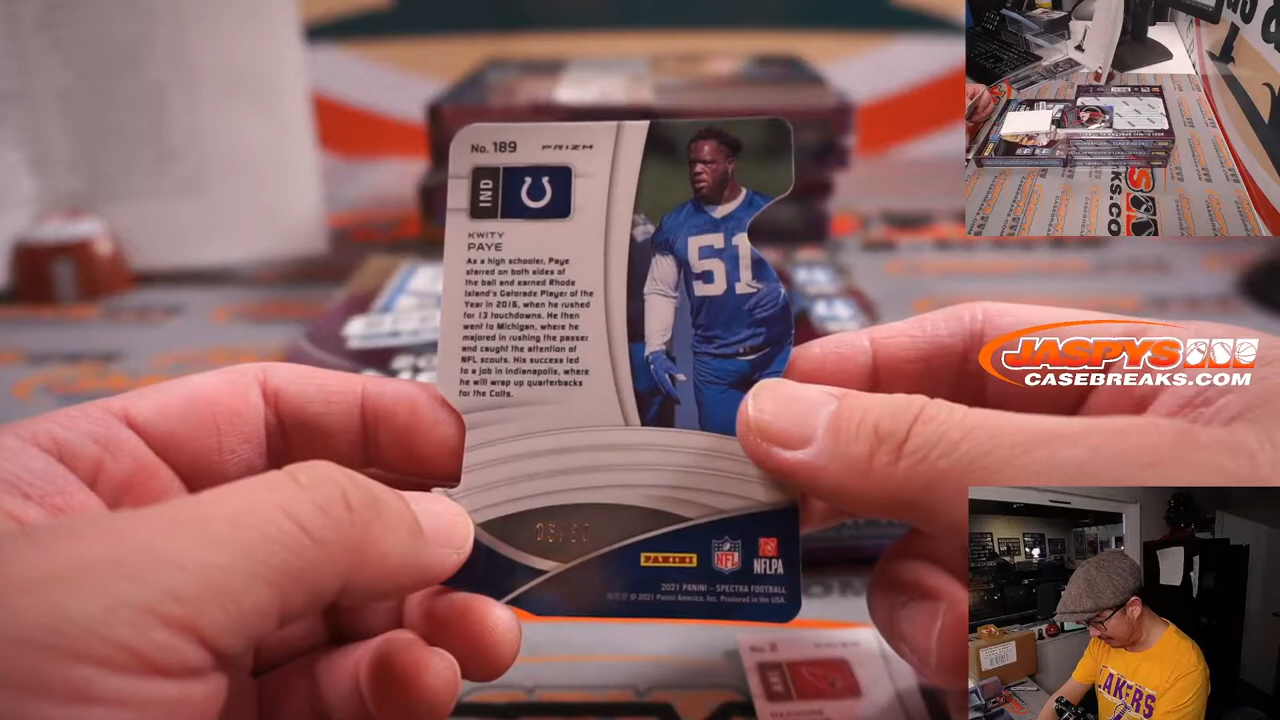 No. 189 PRIZM
IND
KWITY
PAYE
As a high schooler, Paye
starred on both sides of
the ball and earned Rhode
Island's Gatorade Player of the
Year in 2016, when he rushed
for 13 touchdowns. He then
went to Michigan, where he
majored in rushing the passer
and caught the attention of
NFL scouts. His success led
to a job in Indianapolis, where
he will wrap up quarterbacks
for the Colts.
51
PANINI
NFL
NFLPA
2021 PANINI – SPECTRA FOOTBALL
© 2021 Panini America, Inc. Produced in the USA.
No. 2
JASPYS
CASEBREAKS.COM
LAKERS